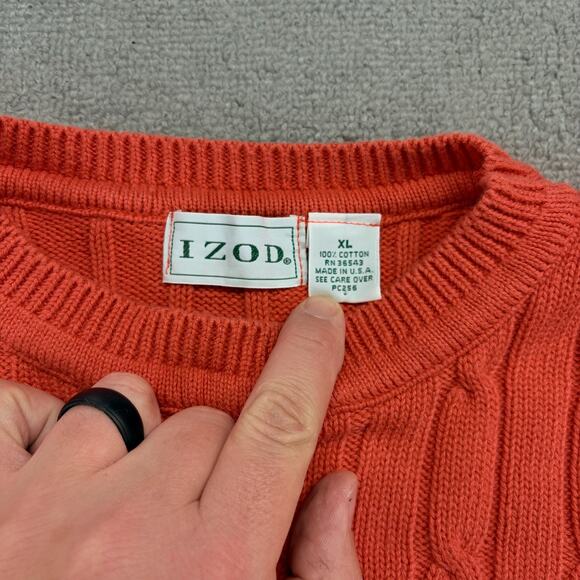 IZOD®
XL
100% COTTON
RN 36543
MADE IN U.S.A.
SEE CARE OVER
PC256